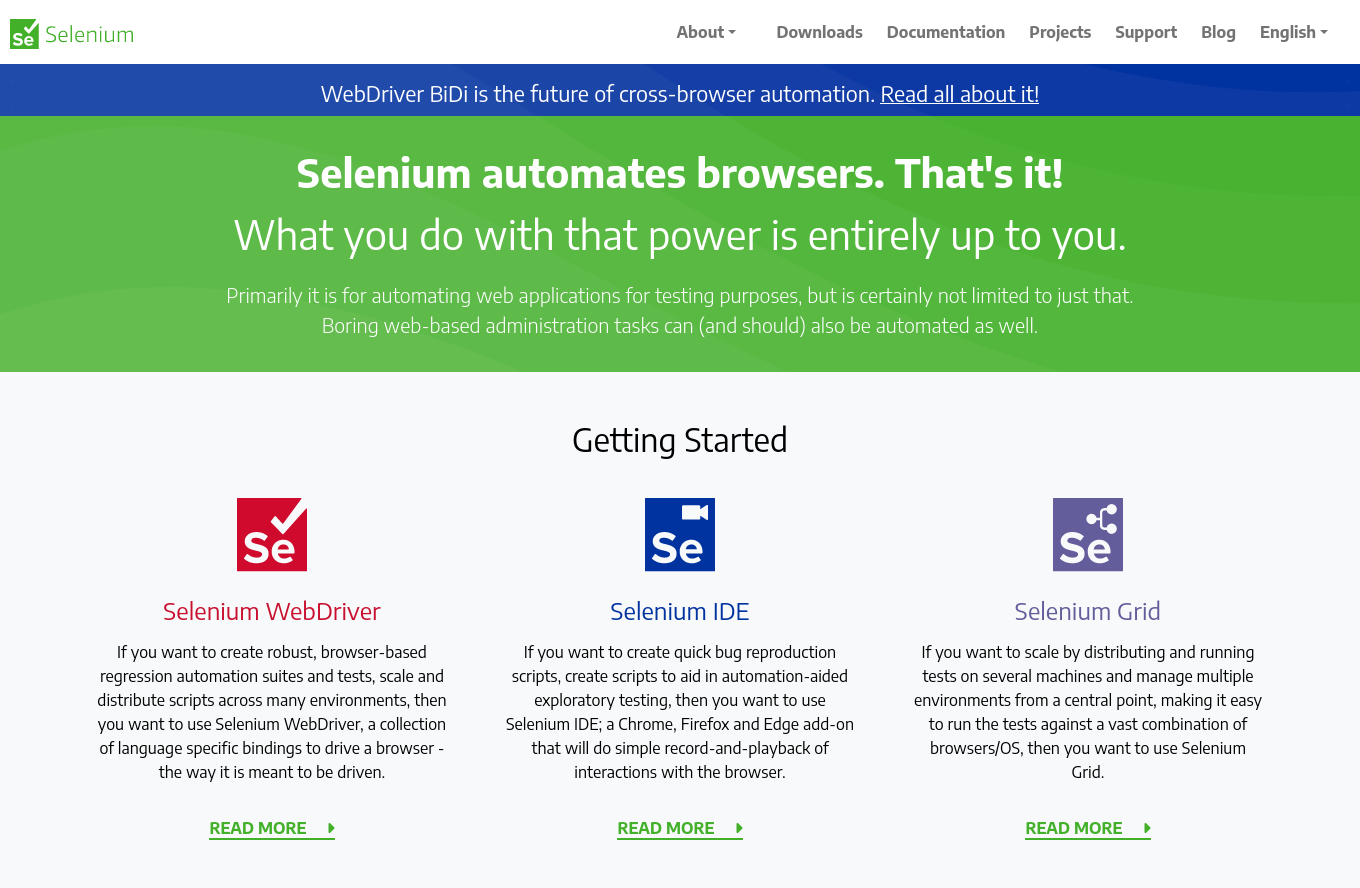 Se Selenium
About
Downloads
Documentation
Projects
Support
Blog
English
WebDriver BiDi is the future of cross-browser automation. Read all about it!
Selenium automates browsers. That's it!
What you do with that power is entirely up to you.
Primarily it is for automating web applications for testing purposes, but is certainly not limited to just that.
Boring web-based administration tasks can (and should) also be automated as well.
Getting Started
Se
Selenium WebDriver
If you want to create robust, browser-based
regression automation suites and tests, scale and
distribute scripts across many environments, then
you want to use Selenium WebDriver, a collection
of language specific bindings to drive a browser -
the way it is meant to be driven.
READ MORE
Se
Selenium IDE
If you want to create quick bug reproduction
scripts, create scripts to aid in automation-aided
exploratory testing, then you want to use
Selenium IDE; a Chrome, Firefox and Edge add-on
that will do simple record-and-playback of
interactions with the browser.
READ MORE
Se
Selenium Grid
If you want to scale by distributing and running
tests on several machines and manage multiple
environments from a central point, making it easy
to run the tests against a vast combination of
browsers/OS, then you want to use Selenium
Grid.
READ MORE